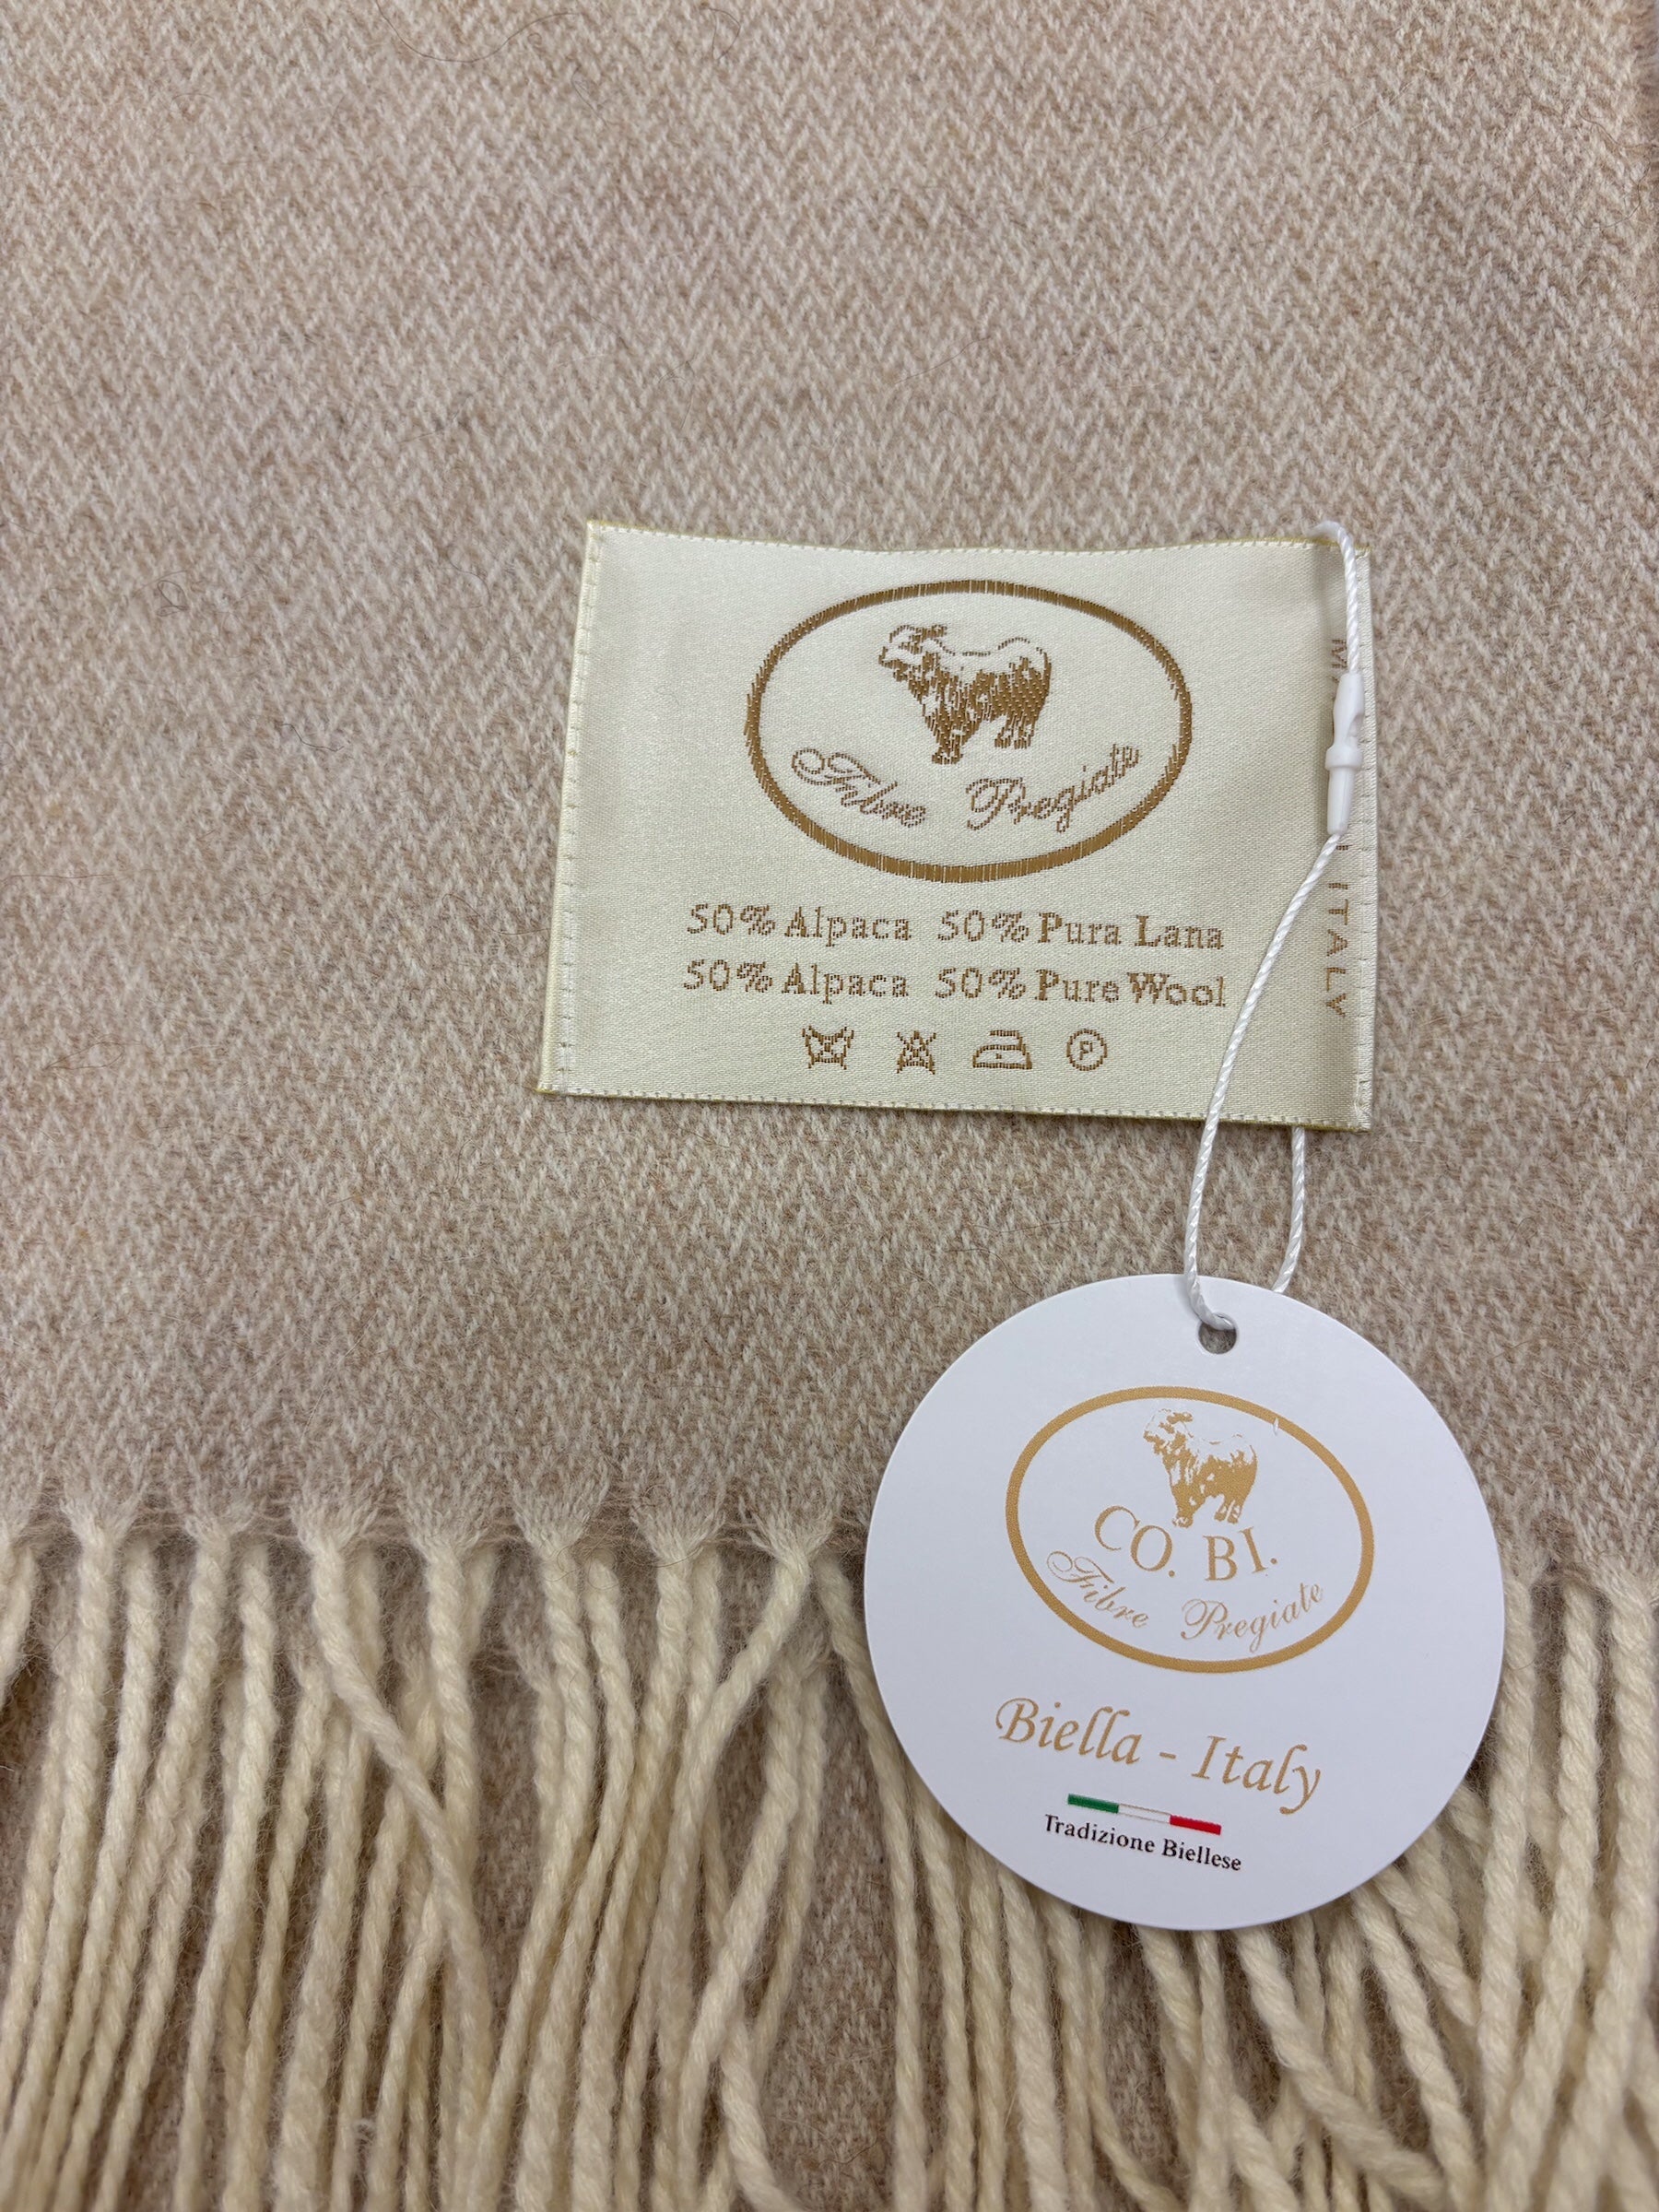 Fibre Pregiate
50% Alpaca 50% Pura Lana
50% Alpaca 50% Pure Wool
P
ITALY
CO. BI.
Fibre Pregiate
Biella - Italy
Tradizione Biellese